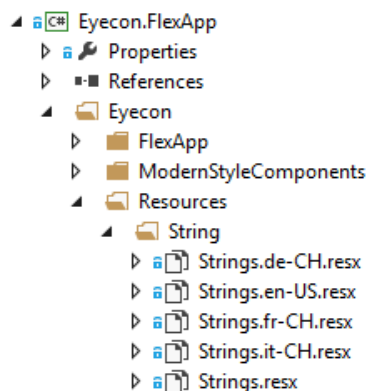 C# Eyecon.FlexApp
Properties
References
Eyecon
FlexApp
ModernStyleComponents
Resources
String
Strings.de-CH.resx
Strings.en-US.resx
Strings.fr-CH.resx
Strings.it-CH.resx
Strings.resx